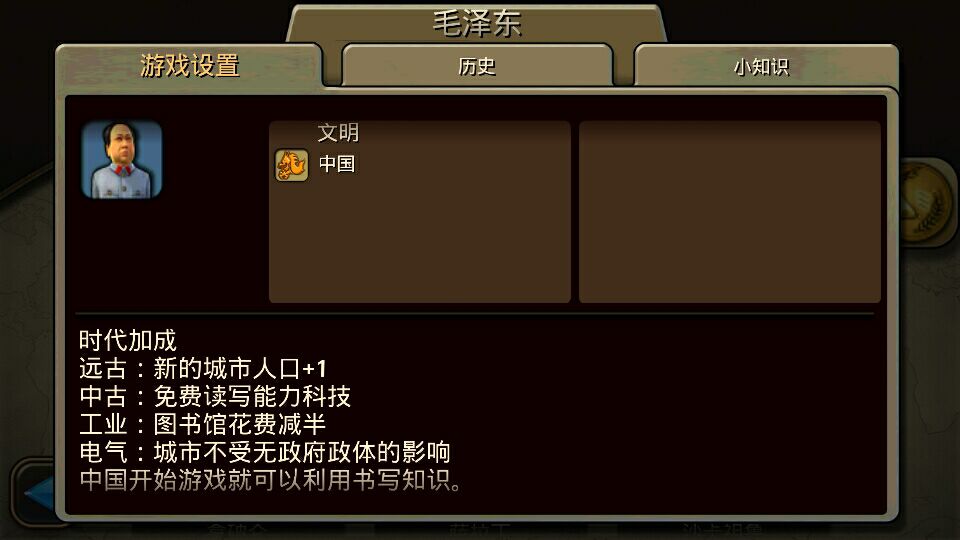 毛泽东
游戏设置
历史
小知识
文明
中国
时代加成
远古：新的城市人口+1
中古：免费读写能力科技
工业：图书馆花费减半
电气：城市不受无政府政体的影响
中国开始游戏就可以利用书写知识。